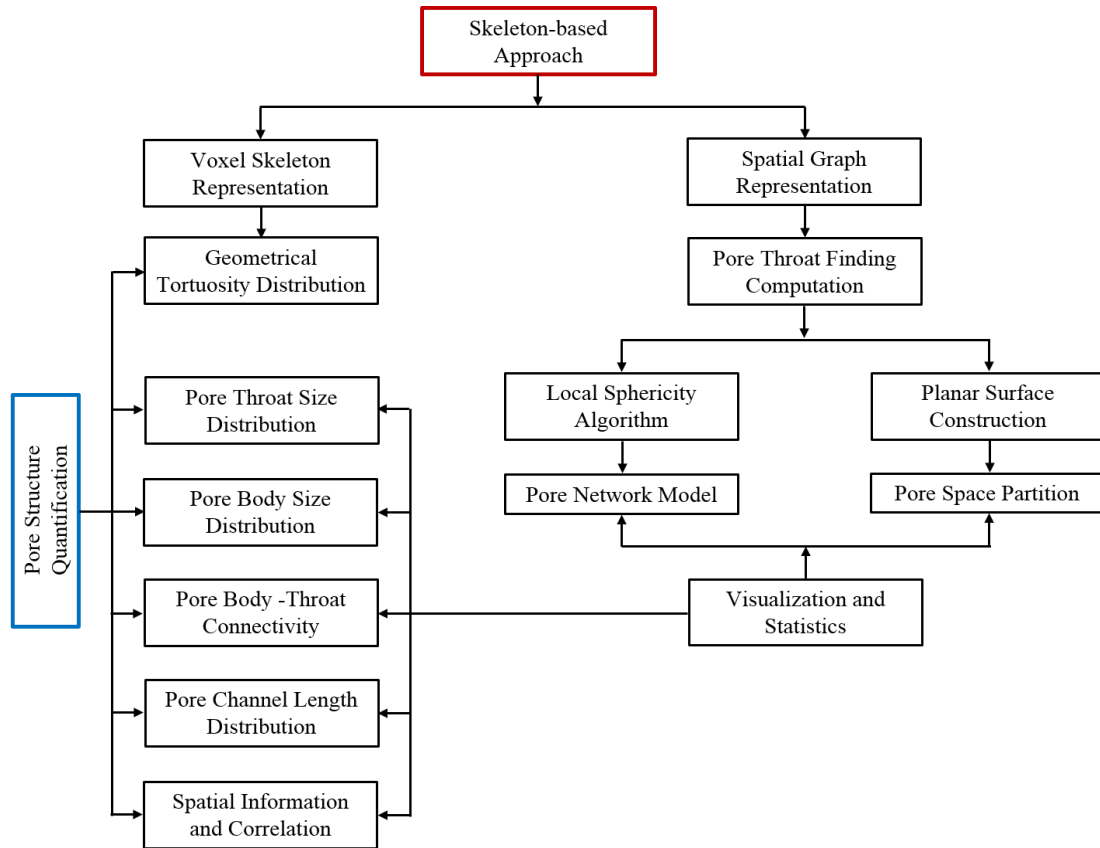 Skeleton-based
Approach
Voxel Skeleton
Representation
Spatial Graph
Representation
Geometrical
Tortuosity Distribution
Pore Throat Finding
Computation
Pore Throat Size
Distribution
Local Sphericity
Algorithm
Planar Surface
Construction
Pore Structure
Quantification
Pore Body Size
Distribution
Pore Network Model
Pore Space Partition
Pore Body -Throat
Connectivity
Visualization and
Statistics
Pore Channel Length
Distribution
Spatial Information
and Correlation